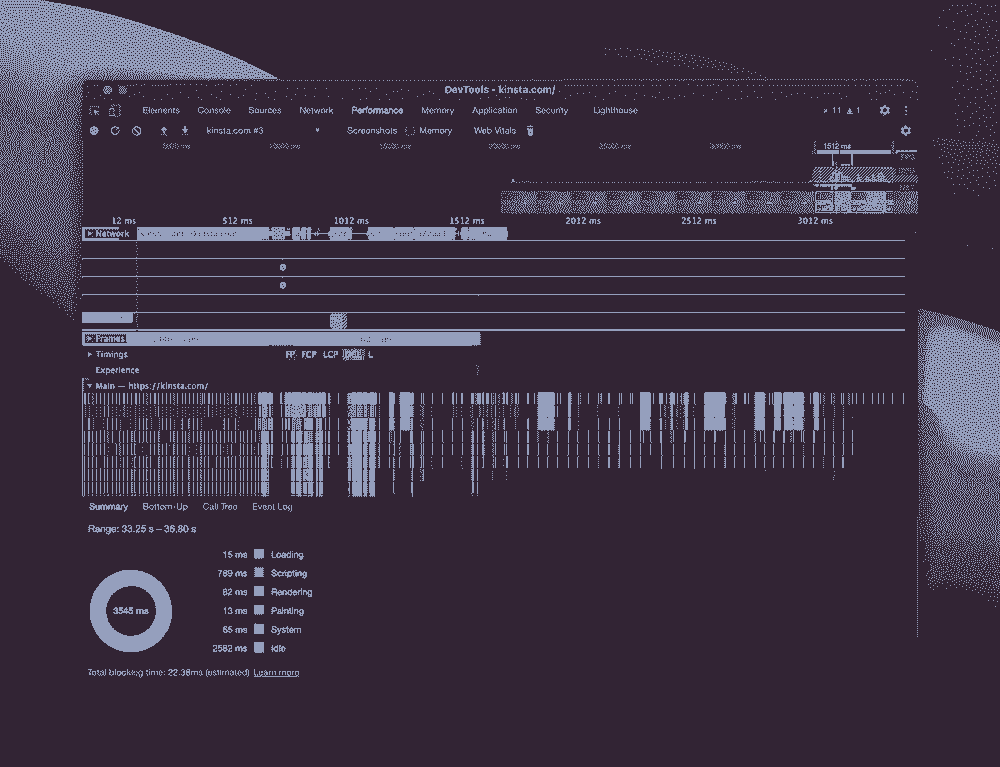 DevTools - kinsta.com/
Elements Console Sources Network Performance Memory Application Security Lighthouse × 11 ▲ 1
kinsta.com #3 Screenshots Memory Web Vitals
1512 ms
12 ms 512 ms 1012 ms 1512 ms 2012 ms 2512 ms 3012 ms
Network
Frames
Timings FP FCP LCP L
Experience
Main — https://kinsta.com/
Summary Bottom-Up Call Tree Event Log
Range: 33.25 s – 36.80 s
15 ms Loading
769 ms Scripting
82 ms Rendering
3545 ms 13 ms Painting
65 ms System
2582 ms Idle
Total blocking time: 22.38ms (estimated) Learn more